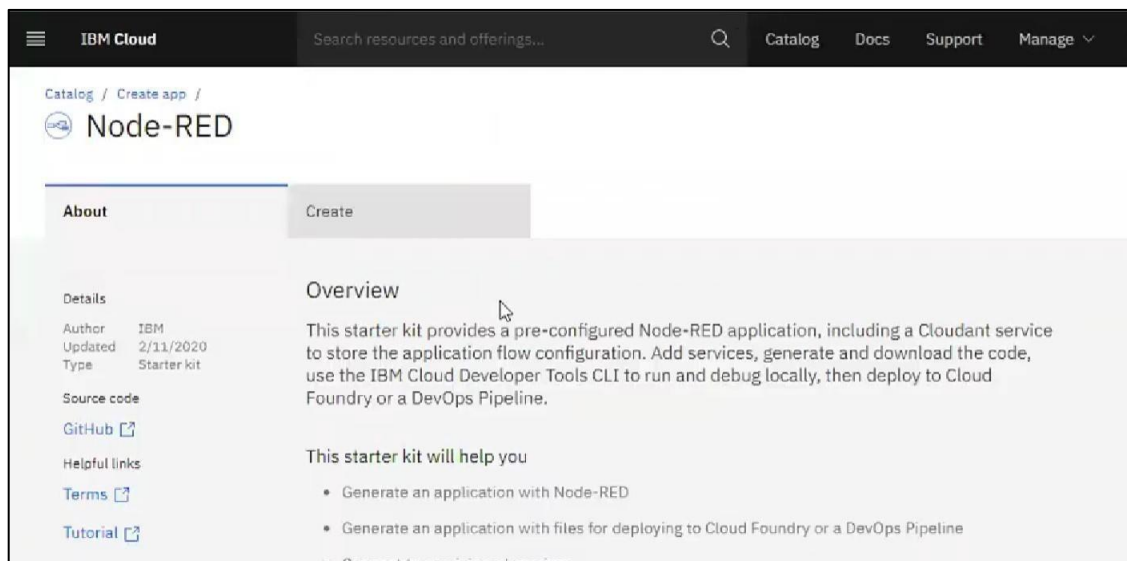 IBM Cloud
Search resources and offerings...
Catalog
Docs
Support
Manage
Catalog / Create app /
Node-RED
About
Create
Details
Author IBM
Updated 2/11/2020
Type Starter kit
Source code
GitHub
Helpful links
Terms
Tutorial
Overview
This starter kit provides a pre-configured Node-RED application, including a Cloudant service
to store the application flow configuration. Add services, generate and download the code,
use the IBM Cloud Developer Tools CLI to run and debug locally, then deploy to Cloud
Foundry or a DevOps Pipeline.
This starter kit will help you
• Generate an application with Node-RED
• Generate an application with files for deploying to Cloud Foundry or a DevOps Pipeline